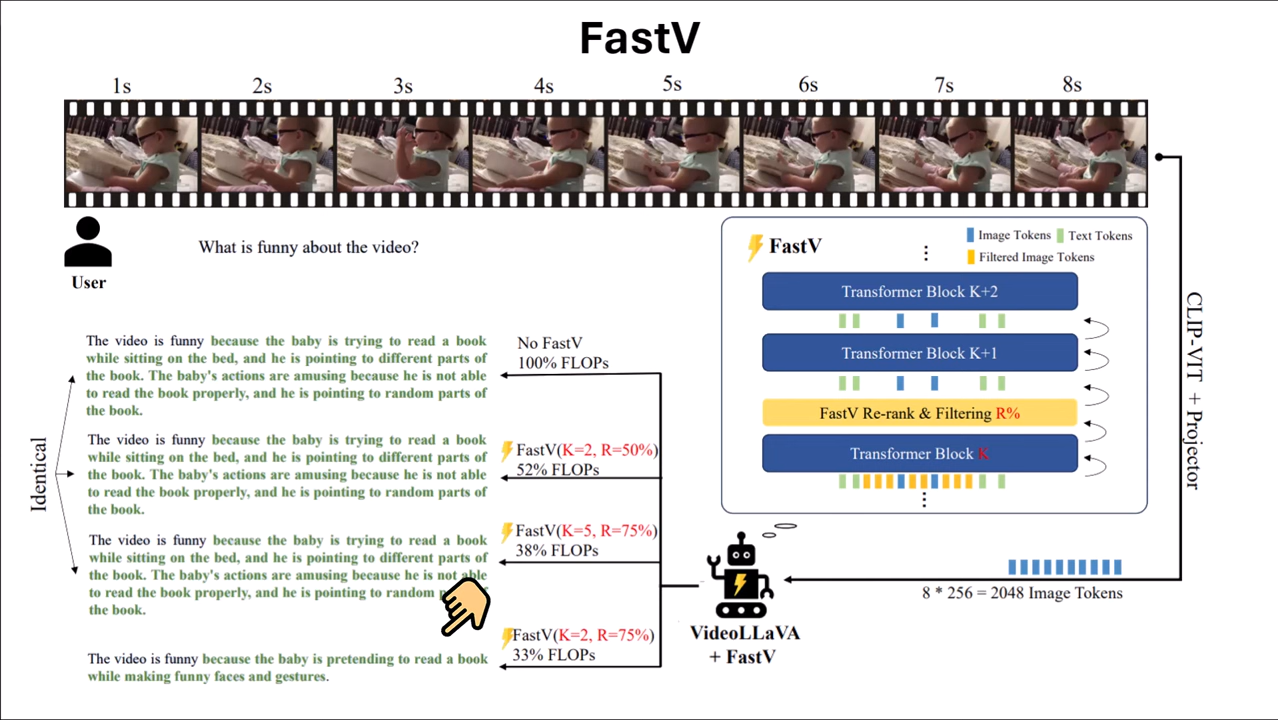 FastV
1s 2s 3s 4s 5s 6s 7s 8s
User
What is funny about the video?
FastV
Image Tokens Text Tokens
Filtered Image Tokens
Transformer Block K+2
Transformer Block K+1
FastV Re-rank & Filtering R%
Transformer Block K
CLIP-VIT + Projector
8 * 256 = 2048 Image Tokens
VideoLLaVA
+ FastV
No FastV
100% FLOPs
The video is funny because the baby is trying to read a book
while sitting on the bed, and he is pointing to different parts of
the book. The baby's actions are amusing because he is not able
to read the book properly, and he is pointing to random parts of
the book.
FastV(K=2, R=50%)
52% FLOPs
The video is funny because the baby is trying to read a book
while sitting on the bed, and he is pointing to different parts of
the book. The baby's actions are amusing because he is not able
to read the book properly, and he is pointing to random parts of
the book.
FastV(K=5, R=75%)
38% FLOPs
The video is funny because the baby is trying to read a book
while sitting on the bed, and he is pointing to different parts of
the book. The baby's actions are amusing because he is not able
to read the book properly, and he is pointing to random
the book.
Identical
FastV(K=2, R=75%)
33% FLOPs
The video is funny because the baby is pretending to read a book
while making funny faces and gestures.